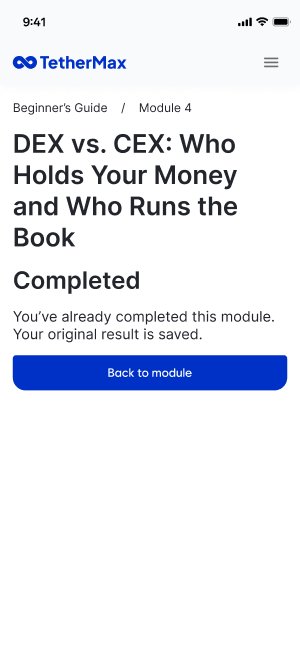 9:41
TetherMax
Beginner's Guide / Module 4
DEX vs. CEX: Who
Holds Your Money
and Who Runs the
Book
Completed
You've already completed this module.
Your original result is saved.
Back to module